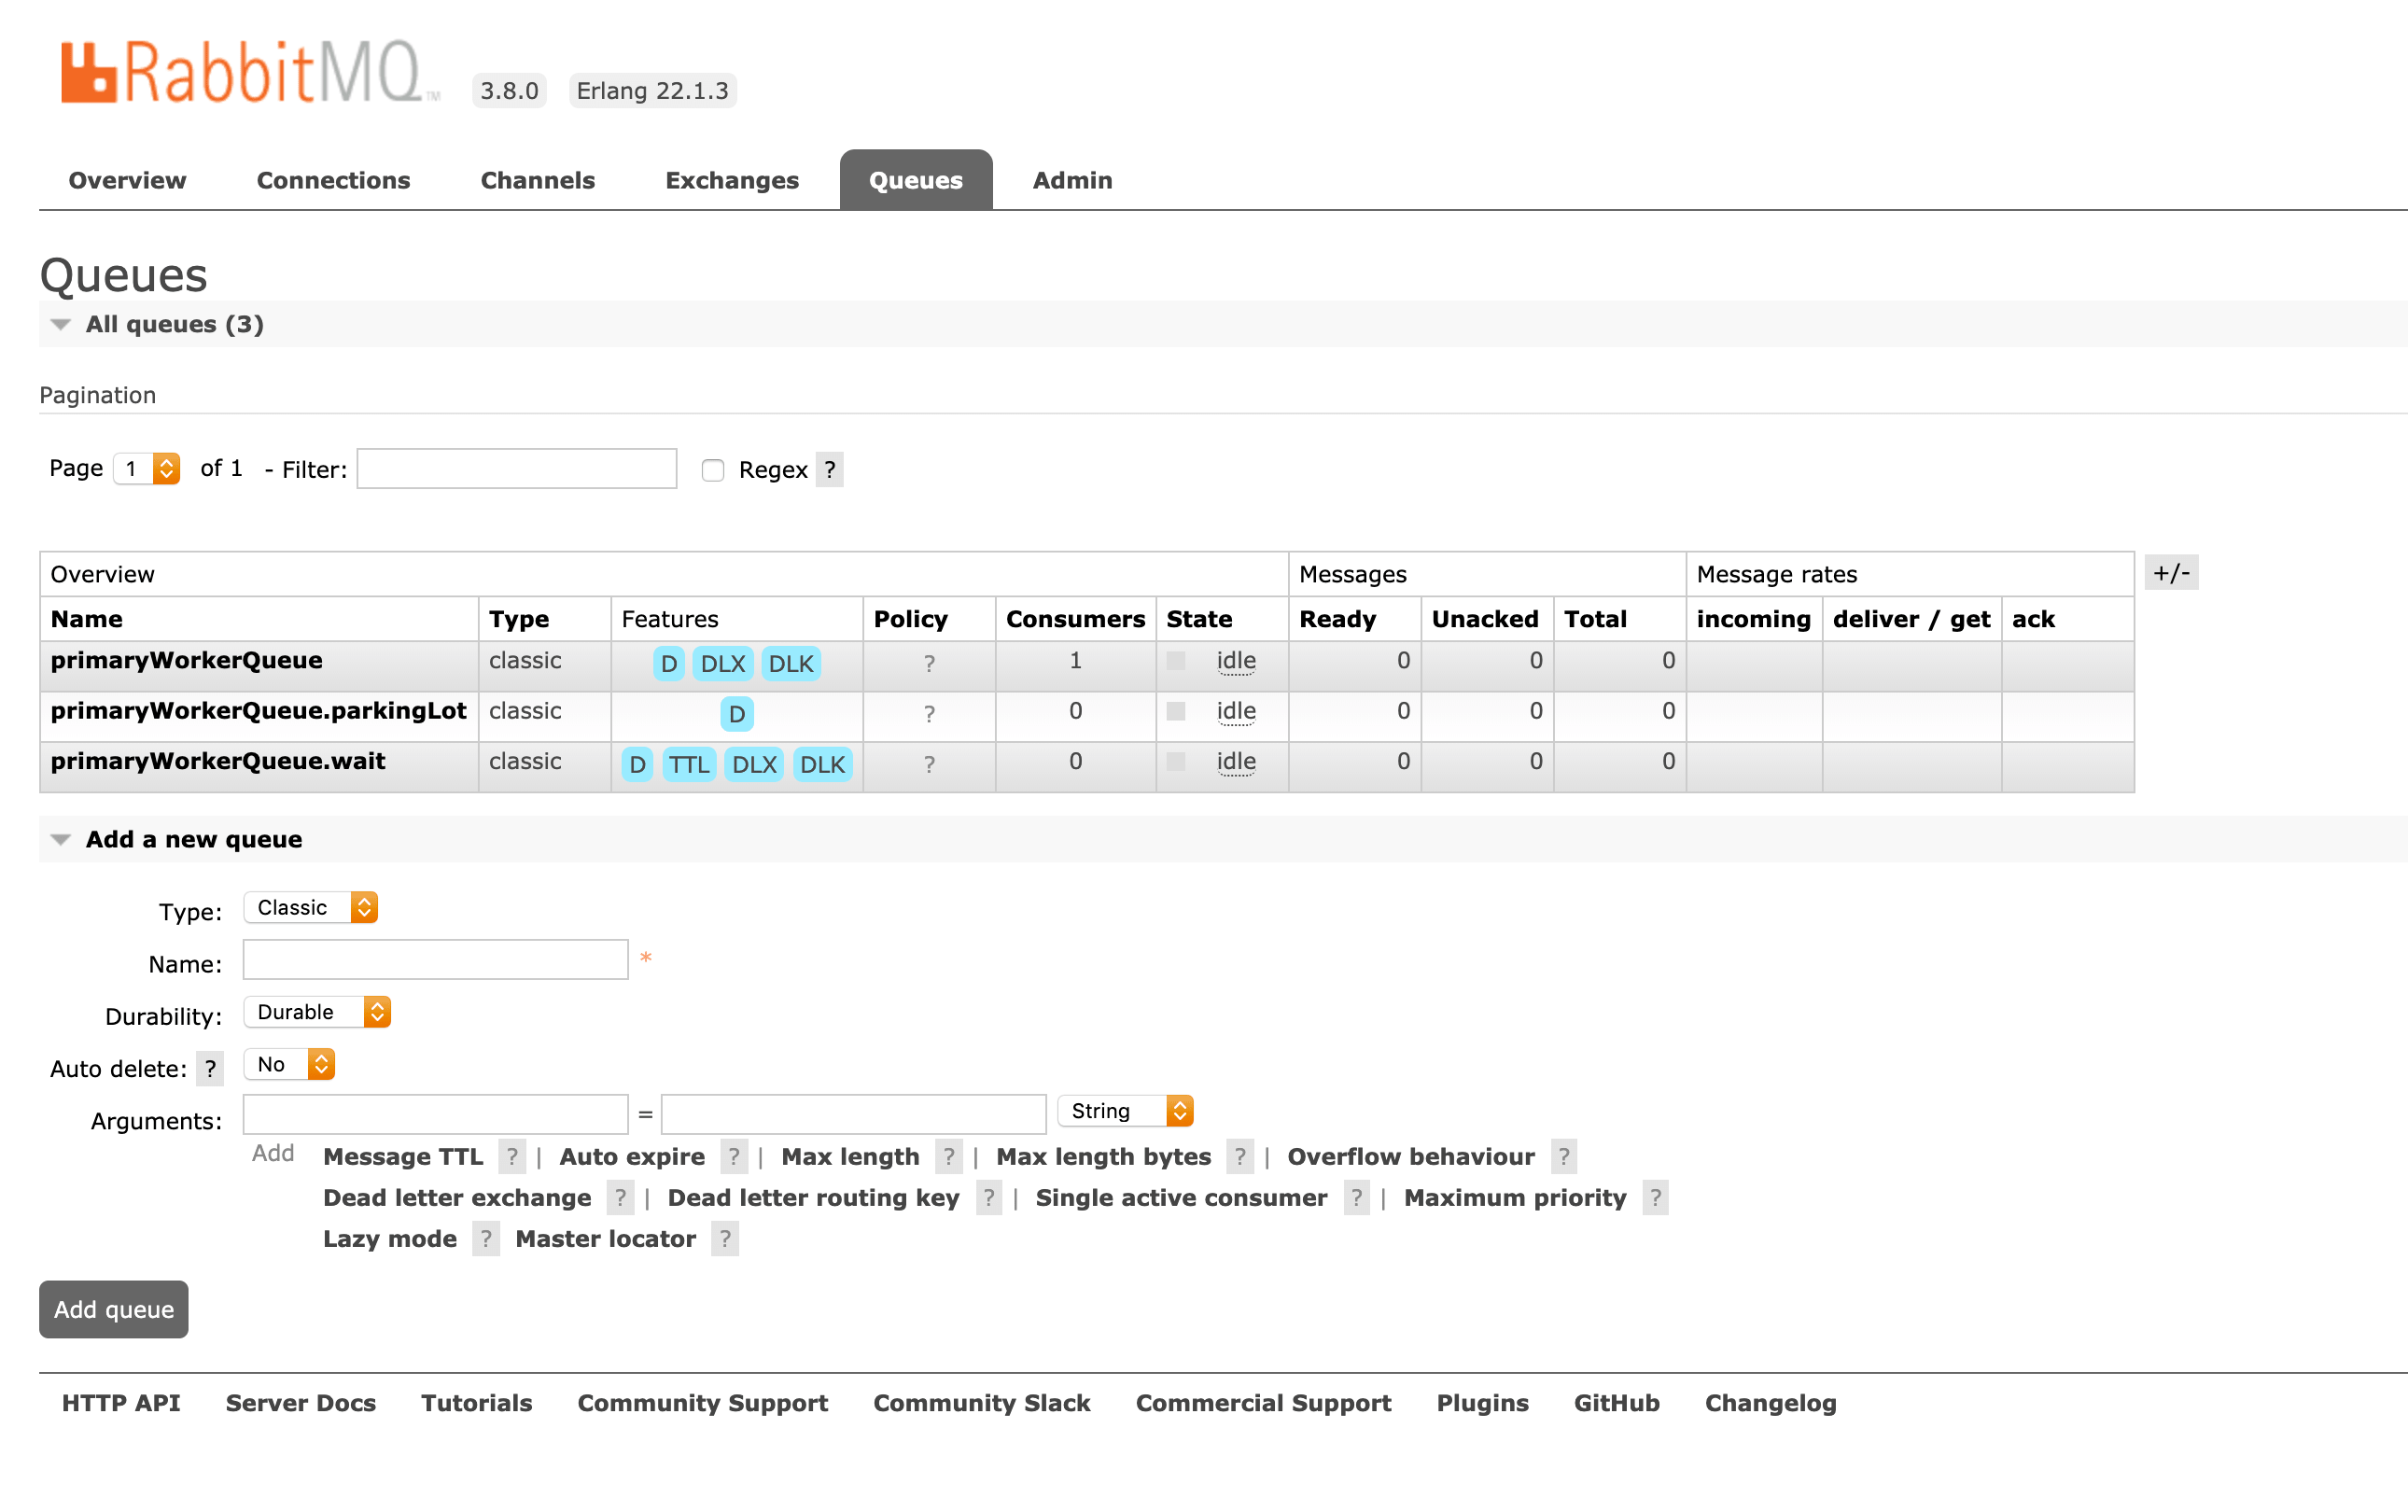 RabbitMQ™ 3.8.0 Erlang 22.1.3
Overview Connections Channels Exchanges Queues Admin
Queues
All queues (3)
Pagination
Page 1 of 1 - Filter: Regex ?
Overview Messages Message rates +/-
Name Type Features Policy Consumers State Ready Unacked Total incoming deliver / get ack
primaryWorkerQueue classic D DLX DLK ? 1 idle 0 0 0
primaryWorkerQueue.parkingLot classic D ? 0 idle 0 0 0
primaryWorkerQueue.wait classic D TTL DLX DLK ? 0 idle 0 0 0
Add a new queue
Type: Classic
Name: *
Durability: Durable
Auto delete: ? No
Arguments: = String
Add Message TTL ? | Auto expire ? | Max length ? | Max length bytes ? | Overflow behaviour ?
Dead letter exchange ? | Dead letter routing key ? | Single active consumer ? | Maximum priority ?
Lazy mode ? Master locator ?
Add queue
HTTP API Server Docs Tutorials Community Support Community Slack Commercial Support Plugins GitHub Changelog